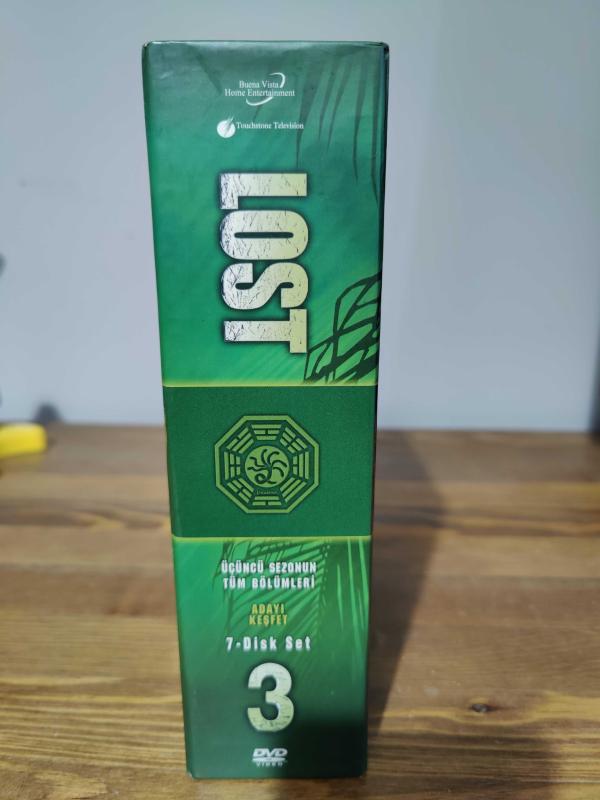 Buena Vista
Home Entertainment
Touchstone Television
LOST
ÜÇÜNCÜ SEZONUN
TÜM BÖLÜMLERİ
ADAYI
KEŞFET
7-Disk Set
3
DVD
VIDEO